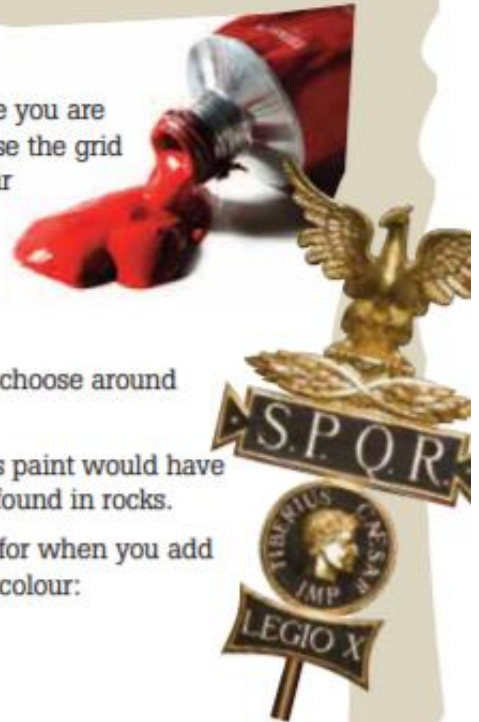 e you are
se the grid
ur
choose around
s paint would have
found in rocks.
for when you add
colour:
S.P.Q.R.
TIBERIUS CAESAR
IMP
LEGIO X